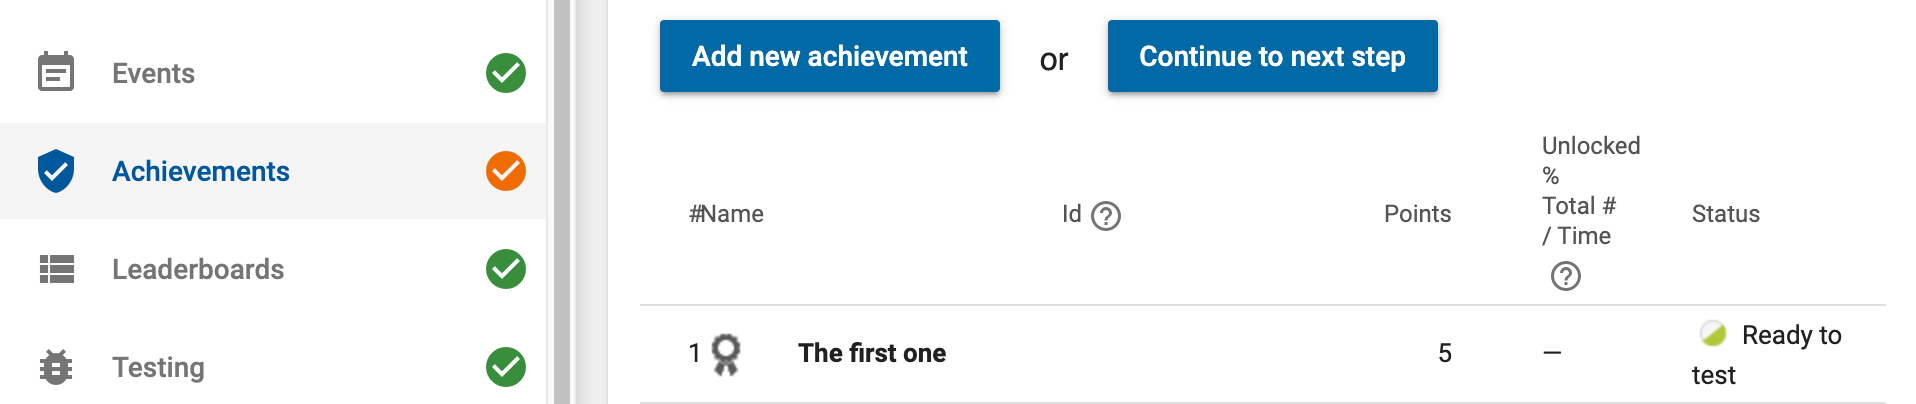 Events
Achievements
Leaderboards
Testing
Add new achievement or Continue to next step
#Name Id Points Unlocked
%
Total #
/ Time Status
1 The first one 5 – Ready to
test